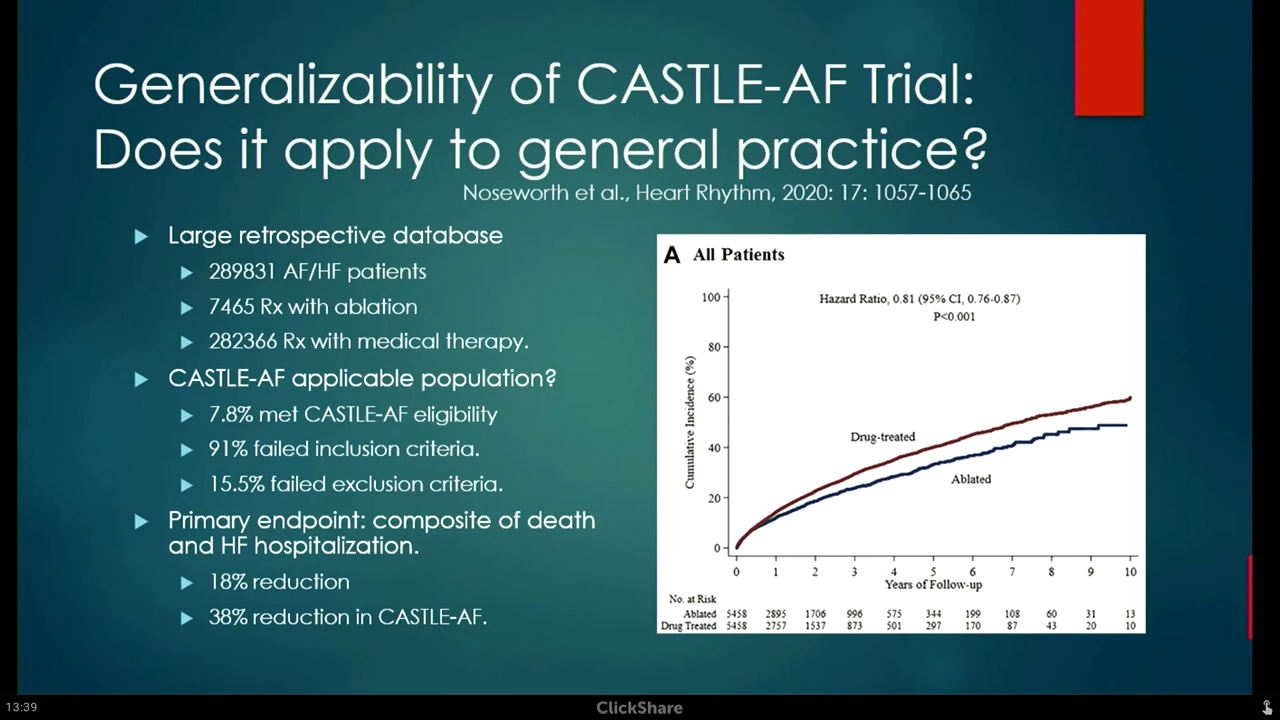 Generalizability of CASTLE-AF Trial:
Does it apply to general practice?
Noseworth et al., Heart Rhythm, 2020: 17: 1057-1065
Large retrospective database
289831 AF/HF patients
7465 Rx with ablation
282366 Rx with medical therapy.
CASTLE-AF applicable population?
7.8% met CASTLE-AF eligibility
91% failed inclusion criteria.
15.5% failed exclusion criteria.
Primary endpoint: composite of death
and HF hospitalization.
18% reduction
38% reduction in CASTLE-AF.
A All Patients
Hazard Ratio, 0.81 (95% CI, 0.76-0.87)
P<0.001
Cumulative Incidence (%)
100
80
60
40
20
0
Drug-treated
Ablated
0 1 2 3 4 5 6 7 8 9 10
Years of Follow-up
No. at Risk
Ablated 5458 2895 1706 996 575 344 199 108 60 31 13
Drug Treated 5458 2757 1537 873 501 297 170 87 43 20 10
13:39
ClickShare